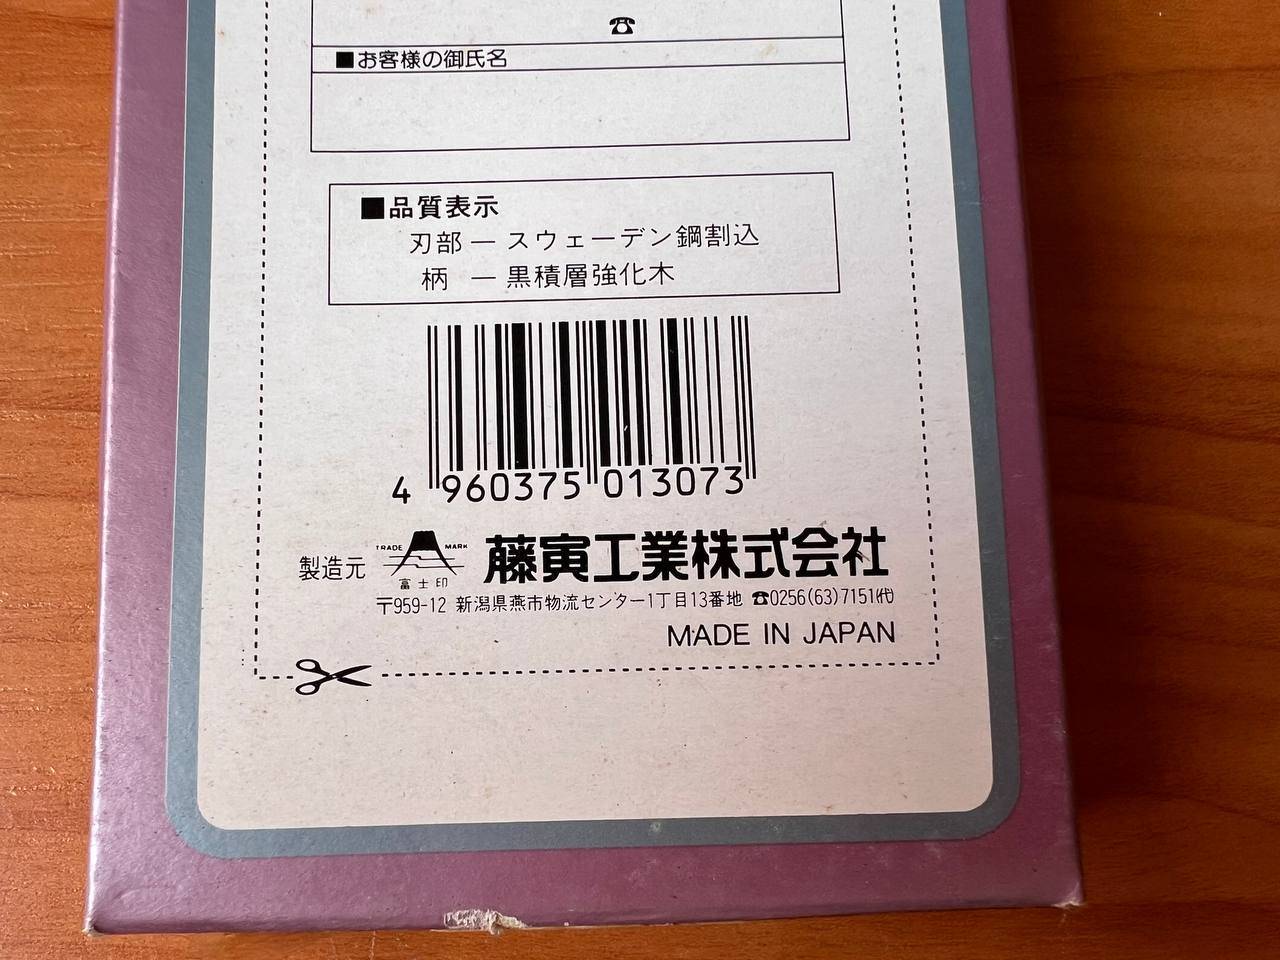 ☎
■お客様の御氏名
■品質表示
刃部 — スウェーデン鋼割込
柄 — 黒積層強化木
4 960375 013073
製造元 TRADE MARK 富士印 藤寅工業株式会社
〒959-12 新潟県燕市物流センター1丁目13番地 ☎0256(63)7151㈹
MADE IN JAPAN